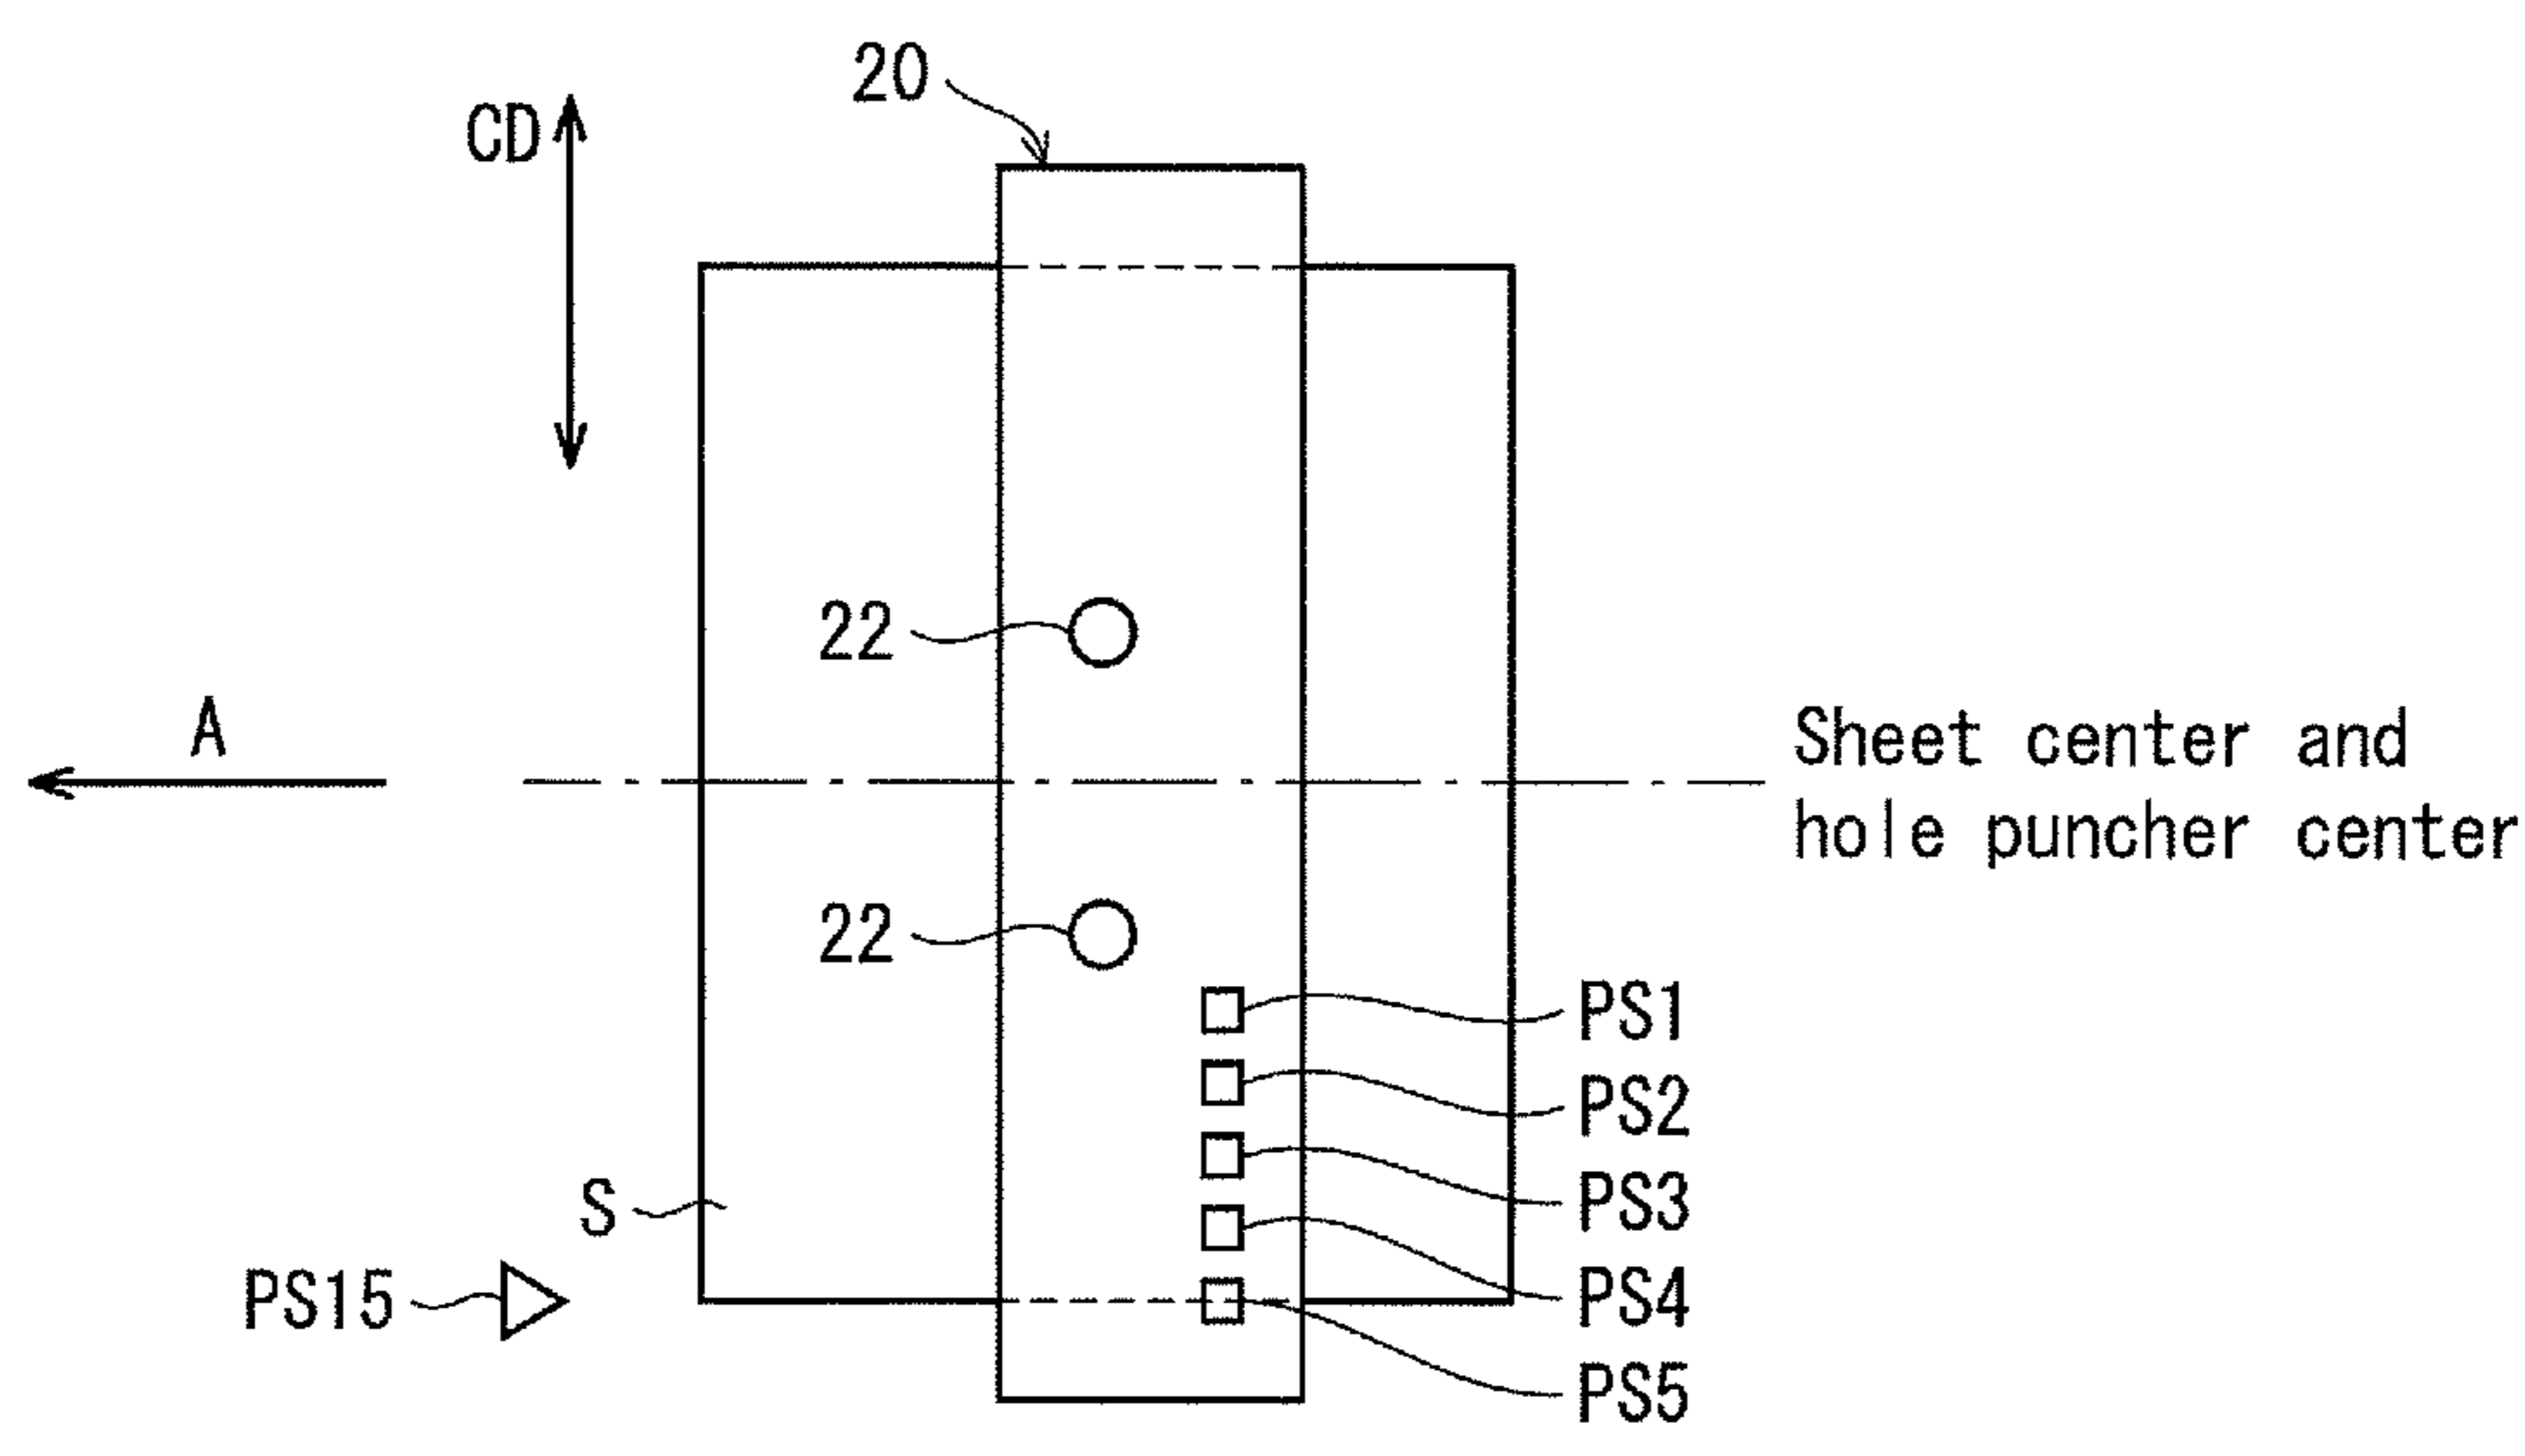 20
CD
22
A
Sheet center and
hole puncher center
22
PS1
PS2
PS3
S
PS15
PS4
PS5